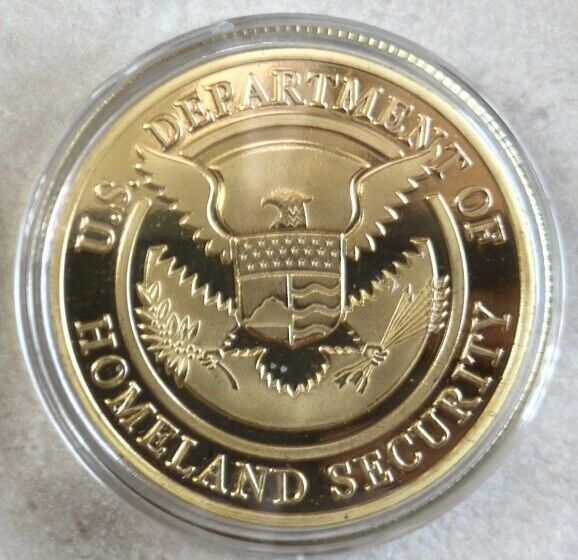 U.S. DEPARTMENT OF
HOMELAND SECURITY